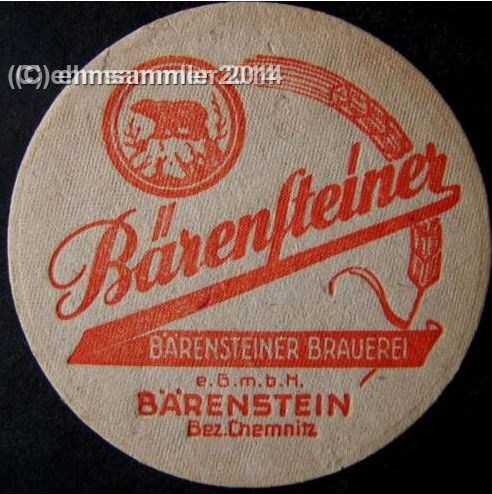 (C) ehmsammler 2014
Bärensteiner
BÄRENSTEINER BRAUEREI
e.G.m.b.H.
BÄRENSTEIN
Bez.Chemnitz